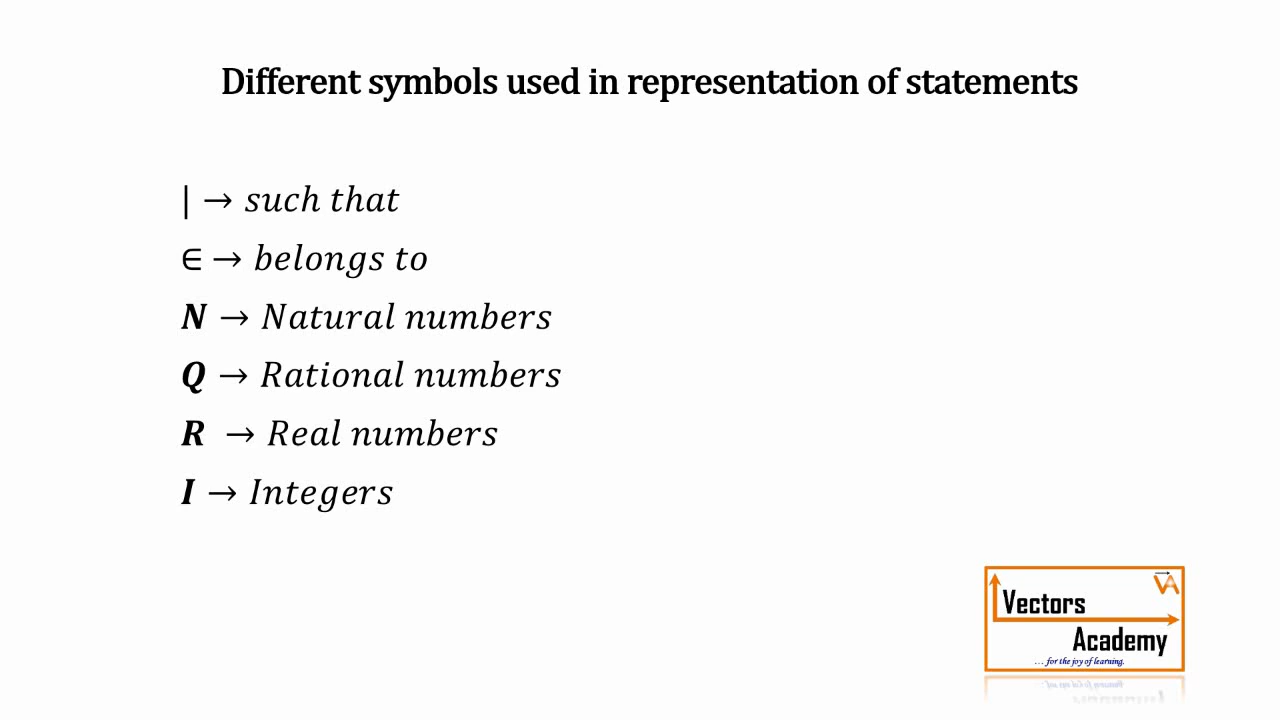 Different symbols used in representation of statements
| → such that
∈ → belongs to
N → Natural numbers
Q → Rational numbers
R → Real numbers
I → Integers
VA
Vectors
Academy
... for the joy of learning.